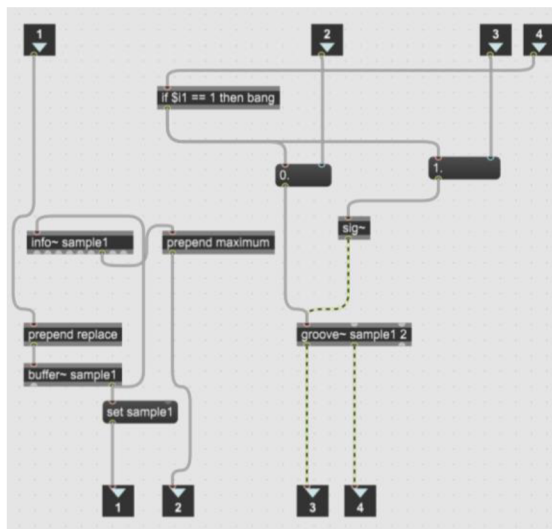 1
2
3
4
if $i1 == 1 then bang
0.
1.
sig~
info~ sample1
prepend maximum
prepend replace
groove~ sample1 2
buffer~ sample1
set sample1
1
2
3
4